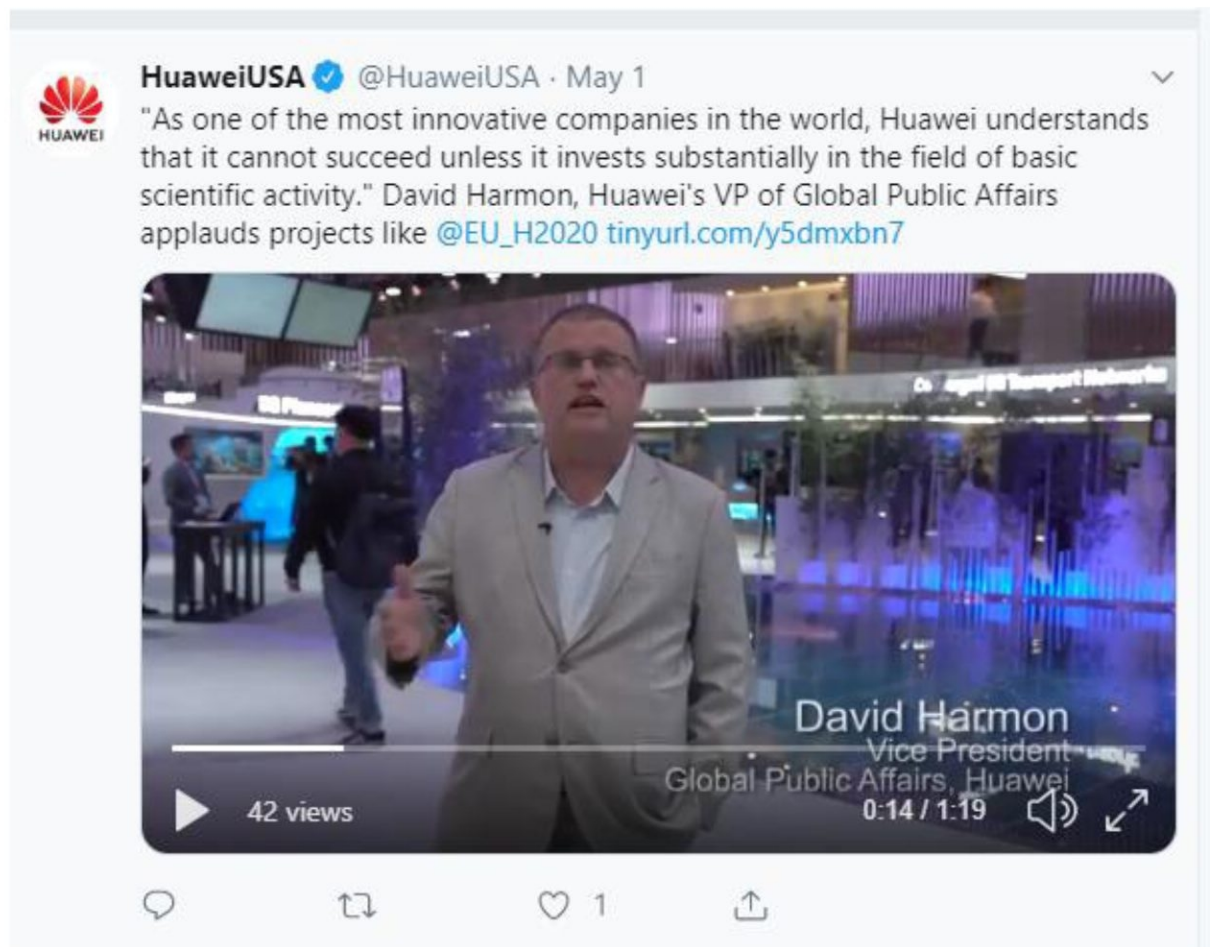 HuaweiUSA @HuaweiUSA · May 1
HUAWEI
"As one of the most innovative companies in the world, Huawei understands
that it cannot succeed unless it invests substantially in the field of basic
scientific activity." David Harmon, Huawei's VP of Global Public Affairs
applauds projects like @EU_H2020 tinyurl.com/y5dmxbn7
Transport Networks
David Harmon
Vice President
Global Public Affairs, Huawei
42 views
0:14 / 1:19
1